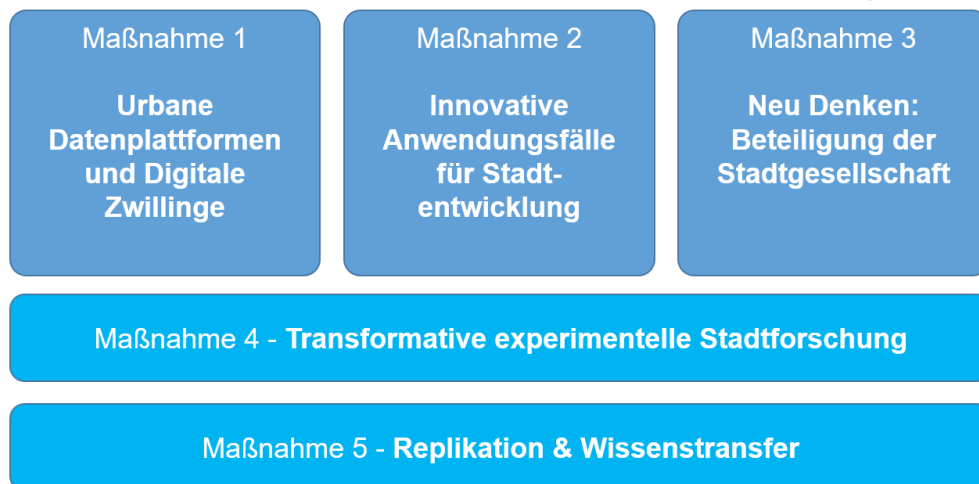 Maßnahme 1
Urbane
Datenplattformen
und Digitale
Zwillinge
Maßnahme 2
Innovative
Anwendungsfälle
für Stadt-
entwicklung
Maßnahme 3
Neu Denken:
Beteiligung der
Stadtgesellschaft
Maßnahme 4 - Transformative experimentelle Stadtforschung
Maßnahme 5 - Replikation & Wissenstransfer